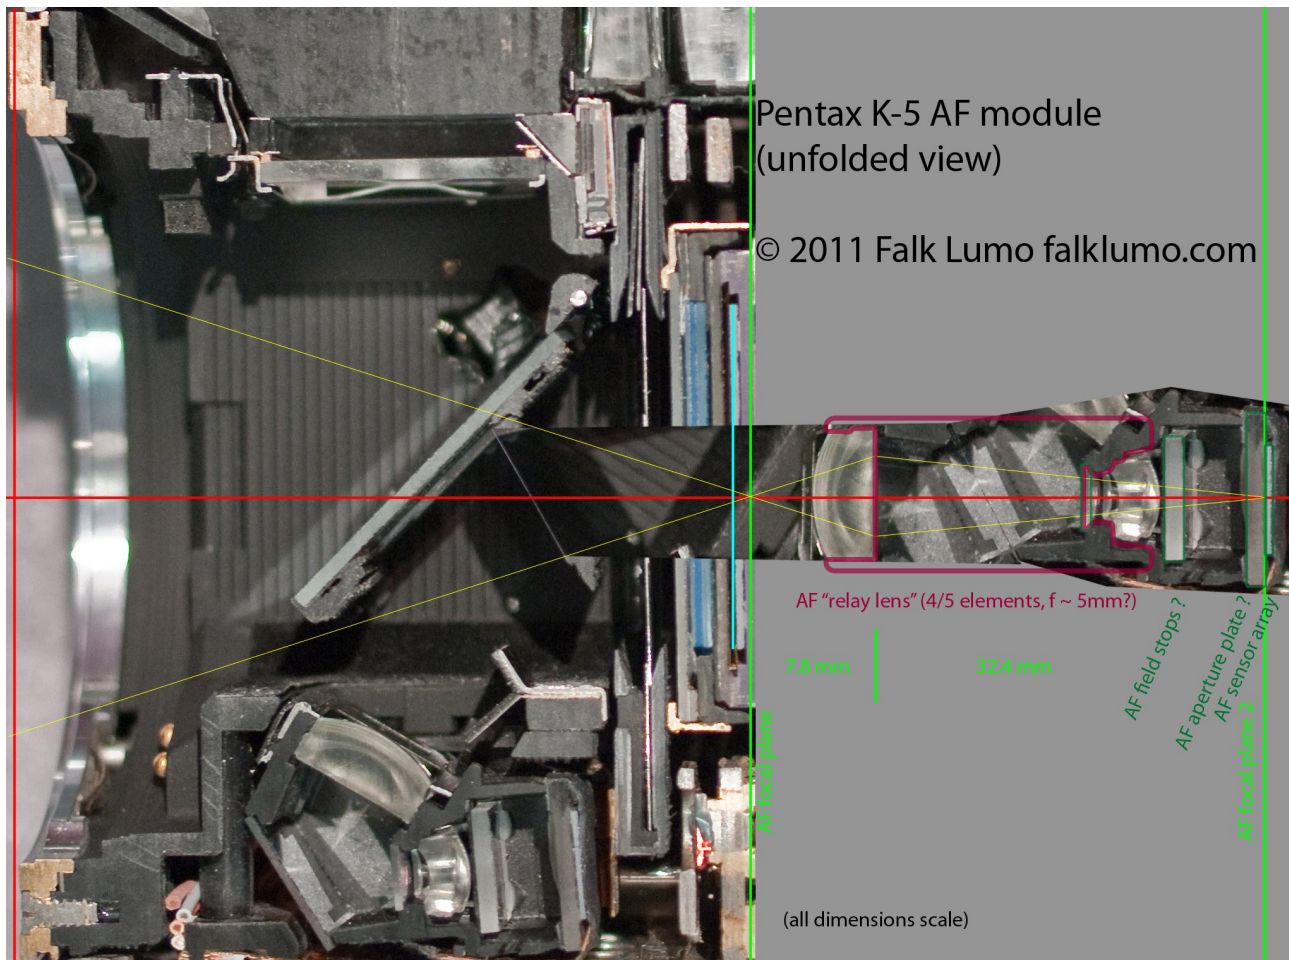 Pentax K-5 AF module
(unfolded view)
© 2011 Falk Lumo falklumo.com
AF “relay lens” (4/5 elements, f ~ 5mm?)
7.8 mm
32.4 mm
AF field stops ?
AF aperture plate ?
AF sensor array
AF focal plane
AF focal plane 2
(all dimensions scale)